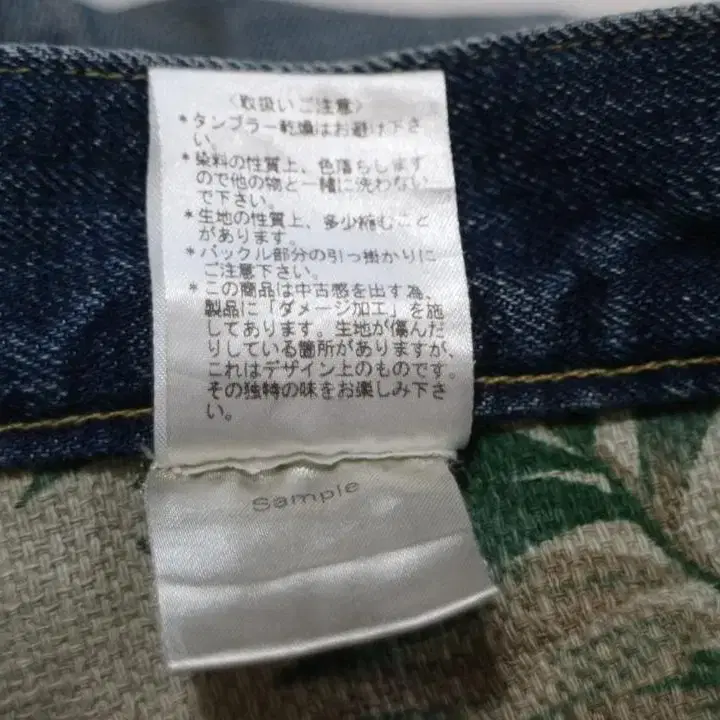 〈取扱いご注意〉
*タンブラー乾燥はお避け下さ
い。
*染料の性質上、色落ちします
ので他の物と一緒に洗わない
で下さい。
*生地の性質上、多少縮むこと
があります。
*バックル部分の引っ掛かりに
ご注意下さい。
*この商品は中古感を出す為、
製品に「ダメージ加工」を施
してあります。生地が傷んだ
りしている箇所がありますが、
これはデザイン上のものです。
その独特の味をお楽しみ下さ
い。
Sample